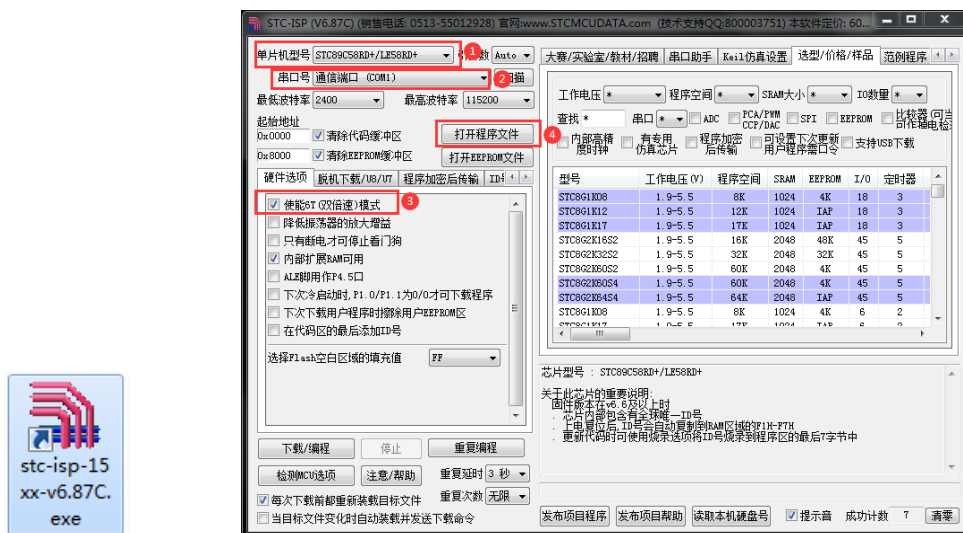 stc-isp-15
xx-v6.87C.
exe
STC-ISP (V6.87C) (销售电话: 0513-55012928) 官网:www.STCMCUDATA.com (技术支持QQ:800003751) 本软件定价: 60...
单片机型号 STC89C58RD+/LE58RD+ 数 Auto
1
串口号 通信端口 (COM1) 描
2
最低波特率 2400 最高波特率 115200
起始地址
0x0000 清除代码缓冲区 打开程序文件
4
0x8000 清除EEPROM缓冲区 打开EEPROM文件
硬件选项 脱机下载/U8/U7 程序加密后传输
使能6T(双倍速)模式
3
降低振荡器的放大增益
只有断电才可停止看门狗
内部扩展RAM可用
ALE脚用作P4.5口
下次冷启动时,P1.0/P1.1为0/0才可下载程序
下次下载用户程序时擦除用户EEPROM区
在代码区的最后添加ID号
选择Flash空白区域的填充值 FF
下载/编程 停止 重复编程
检测MCU选项 注意/帮助 重复延时 3 秒
每次下载前都重新装载目标文件 重复次数 无限
当目标文件变化时自动装载并发送下载命令
大赛/实验室/教材/招聘 串口助手 Keil仿真设置 选型/价格/样品 范例程序
工作电压 * 程序空间 * SRAM大小 * IO数量 *
查找 * 串口 * ADC PCA/PWM CCP/DAC SPI EEPROM 比较器
内部高精度时钟 有专用仿真芯片 程序加密后传输 可设置下次更新用户程序需口令 支持USB下载
型号 工作电压(V) 程序空间 SRAM EEPROM I/O 定时器
STC8G1K08 1.9-5.5 8K 1024 4K 18 3
STC8G1K12 1.9-5.5 12K 1024 IAP 18 3
STC8G1K17 1.9-5.5 17K 1024 IAP 18 3
STC8G2K16S2 1.9-5.5 16K 2048 48K 45 5
STC8G2K32S2 1.9-5.5 32K 2048 32K 45 5
STC8G2K60S2 1.9-5.5 60K 2048 4K 45 5
STC8G2K60S4 1.9-5.5 60K 2048 4K 45 5
STC8G2K64S4 1.9-5.5 64K 2048 IAP 45 5
STC8G1K08 1.9-5.5 8K 1024 4K 6 2
STC8G1K17 1.9-5.5 17K 1024 IAP 6 2
芯片型号 : STC89C58RD+/LE58RD+
关于此芯片的重要说明:
固件版本在v6.6及以上时
. 芯片内部包含有全球唯一ID号
. 上电复位后,ID号会自动复制到RAM区域的F1H-F7H
. 更新代码时可使用烧录选项将ID号烧录到程序区的最后7字节中
发布项目程序 发布项目帮助 读取本机硬盘号 提示音 成功计数 7 清零